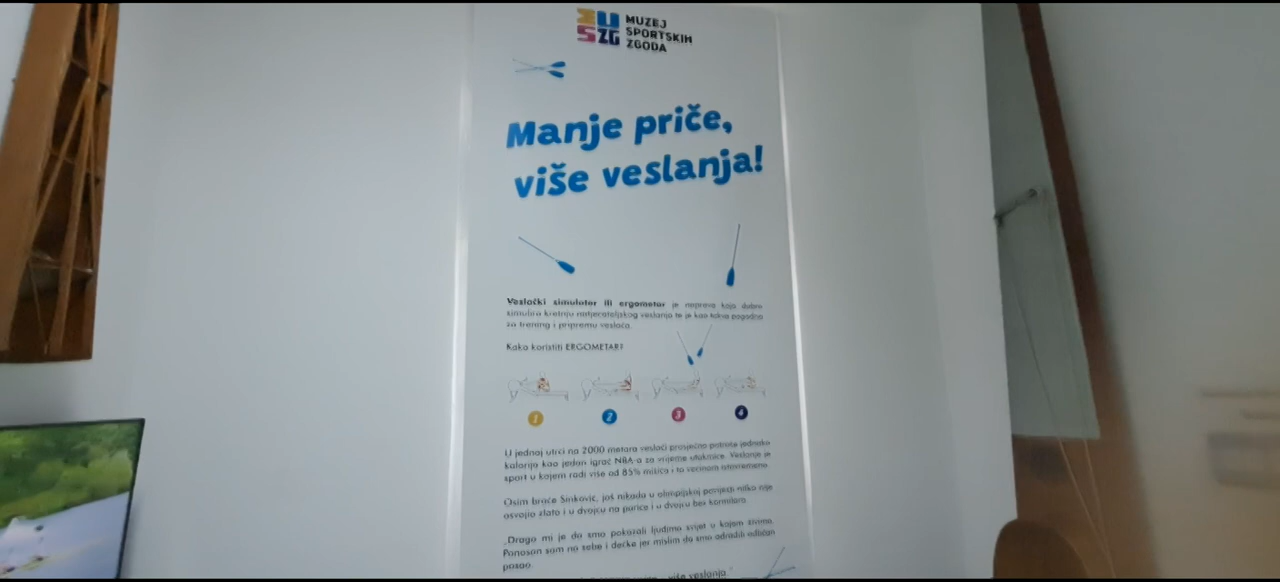 MUZEJ
SPORTSKIH
ZGODA
Manje priče,
više veslanja!
Veslački simulator ili ergometar je naprava koja dobro
simulira kretnju natjecateljskog veslanja te je kao takva pogodna
za trening i pripremu veslača.
Kako koristiti ERGOMETAR?
1 2 3 4
U jednoj utrci na 2000 metara veslači prosječno potroše jednako
kalorija kao jedan igrač NBA-a za vrijeme utakmice. Veslanje je
sport u kojem radi više od 85% mišića i to većinom istovremeno.
Osim braće Sinković, još nikada u olimpijskoj povijesti nitko nije
osvojio zlato i u dvojcu na pariće i u dvojcu bez kormilara.
„Drago mi je da smo pokazali ljudima svijet u kojem živimo.
Ponosan sam na sebe i dečke jer mislim da smo odradili odličan
posao.
više veslanja.“